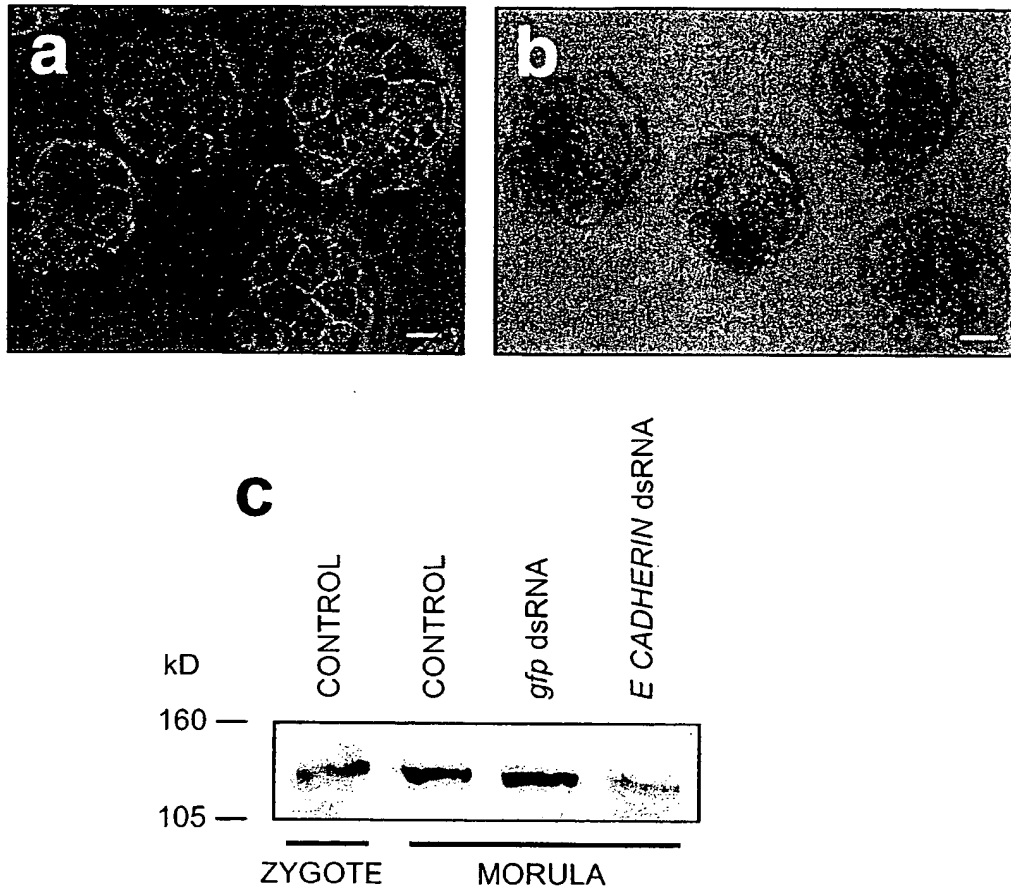 a
b
c
CONTROL
CONTROL
gfp dsRNA
E CADHERIN dsRNA
kD
160
105
ZYGOTE
MORULA